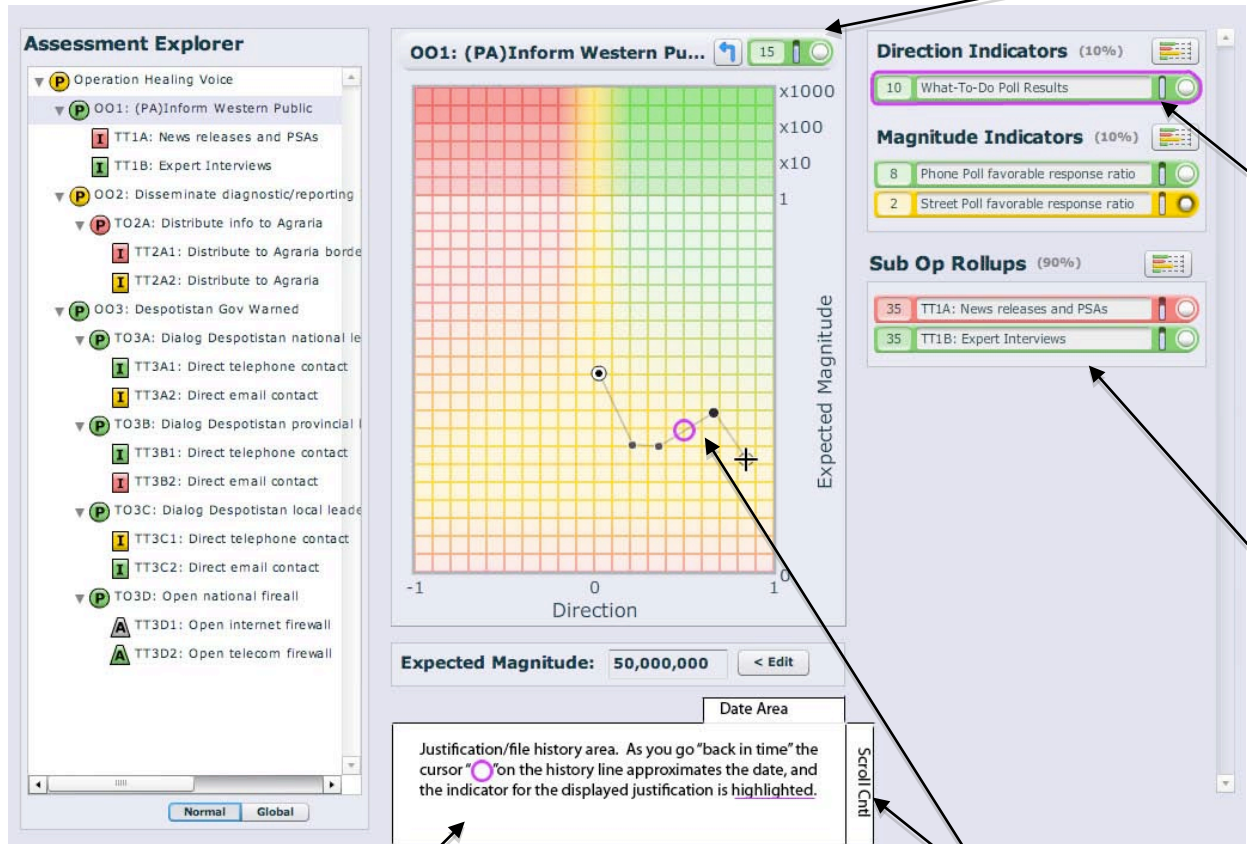 Assessment Explorer
P Operation Healing Voice
P OO1: (PA)Inform Western Public
I TT1A: News releases and PSAs
I TT1B: Expert Interviews
P OO2: Disseminate diagnostic/reporting
P TO2A: Distribute info to Agraria
I TT2A1: Distribute to Agraria borde
I TT2A2: Distribute to Agraria
P OO3: Despotistan Gov Warned
P TO3A: Dialog Despotistan national le
I TT3A1: Direct telephone contact
I TT3A2: Direct email contact
P TO3B: Dialog Despotistan provincial l
I TT3B1: Direct telephone contact
I TT3B2: Direct email contact
P TO3C: Dialog Despotistan local leade
I TT3C1: Direct telephone contact
I TT3C2: Direct email contact
P TO3D: Open national fireall
A TT3D1: Open internet firewall
A TT3D2: Open telecom firewall
Normal Global
OO1: (PA)Inform Western Pu... 15
x1000
x100
x10
1
Expected Magnitude
0
-1 0 1
Direction
Expected Magnitude: 50,000,000 < Edit
Date Area
Justification/file history area. As you go "back in time" the
cursor " " on the history line approximates the date, and
the indicator for the displayed justification is highlighted.
Scroll Cntl
Direction Indicators (10%)
10 What-To-Do Poll Results
Magnitude Indicators (10%)
8 Phone Poll favorable response ratio
2 Street Poll favorable response ratio
Sub Op Rollups (90%)
35 TT1A: News releases and PSAs
35 TT1B: Expert Interviews